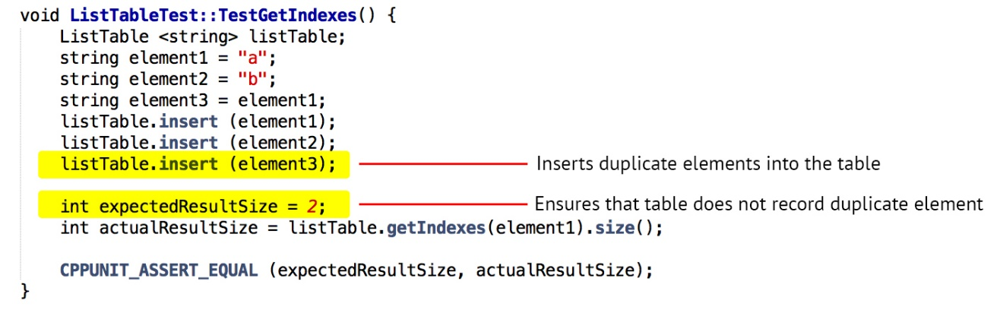 void ListTableTest::TestGetIndexes() {
ListTable <string> listTable;
string element1 = "a";
string element2 = "b";
string element3 = element1;
listTable.insert (element1);
listTable.insert (element2);
listTable.insert (element3);
Inserts duplicate elements into the table
int expectedResultSize = 2;
Ensures that table does not record duplicate element
int actualResultSize = listTable.getIndexes(element1).size();
CPPUNIT_ASSERT_EQUAL (expectedResultSize, actualResultSize);
}